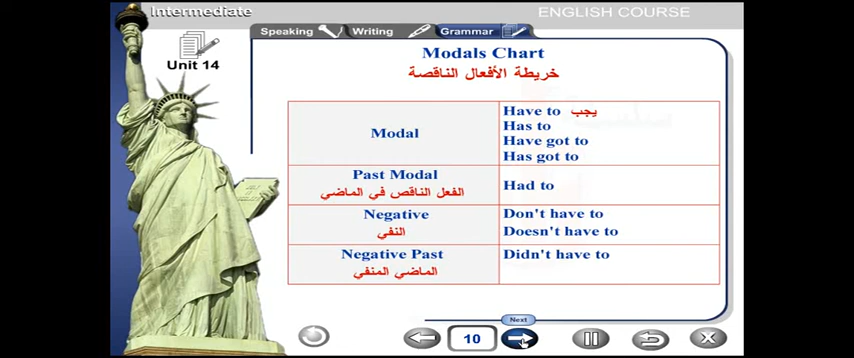 Intermediate
ENGLISH COURSE
Speaking Writing Grammar
Unit 14
Modals Chart
خريطة الأفعال الناقصة
Modal
Have to يجب
Has to
Have got to
Has got to
Past Modal
الفعل الناقص في الماضي
Had to
Negative
النفي
Don't have to
Doesn't have to
Negative Past
الماضي المنفي
Didn't have to
Next
10